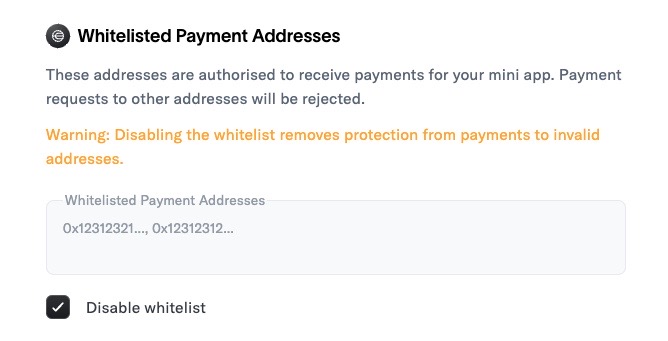 Whitelisted Payment Addresses
These addresses are authorised to receive payments for your mini app. Payment
requests to other addresses will be rejected.
Warning: Disabling the whitelist removes protection from payments to invalid
addresses.
Whitelisted Payment Addresses
0x12312321..., 0x12312312...
Disable whitelist